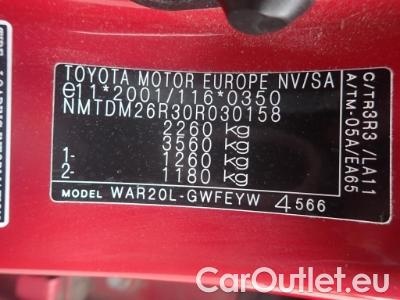 TOYOTA MOTOR EUROPE NV/SA
e11*2001/116*0350
NMTDM26R30R030158
2260 Kg
3560 Kg
1- 1260 Kg
2- 1180 Kg
MODEL WAR20L-GWFEYW 4566
C/TR3R3 /LA11
A/TM-05A/EA65
CarOutlet.eu